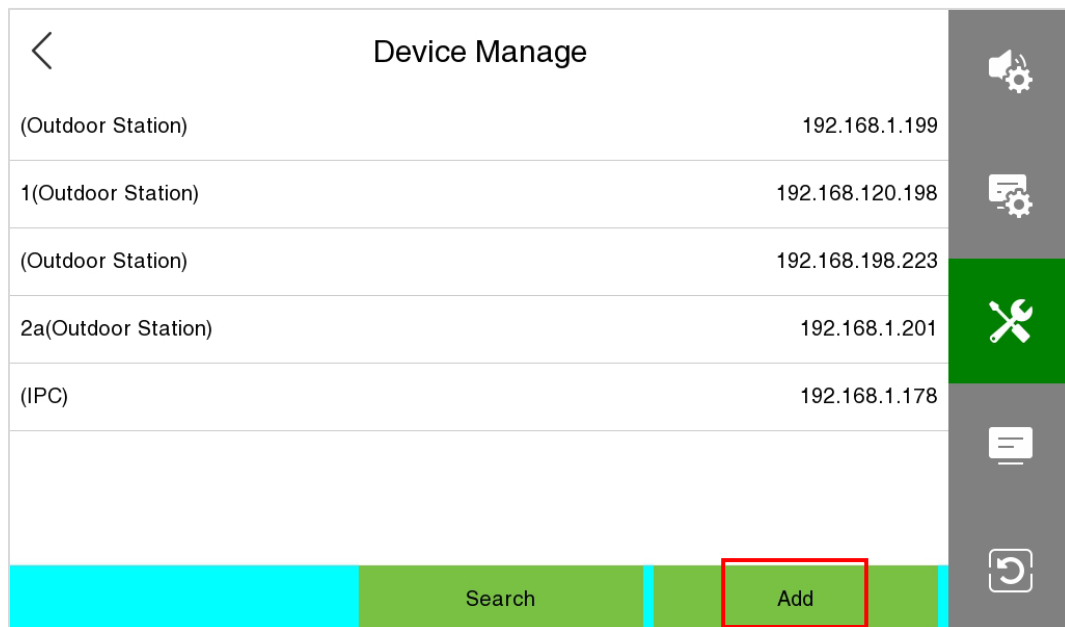 Device Manage
(Outdoor Station) 192.168.1.199
1(Outdoor Station) 192.168.120.198
(Outdoor Station) 192.168.198.223
2a(Outdoor Station) 192.168.1.201
(IPC) 192.168.1.178
Search Add